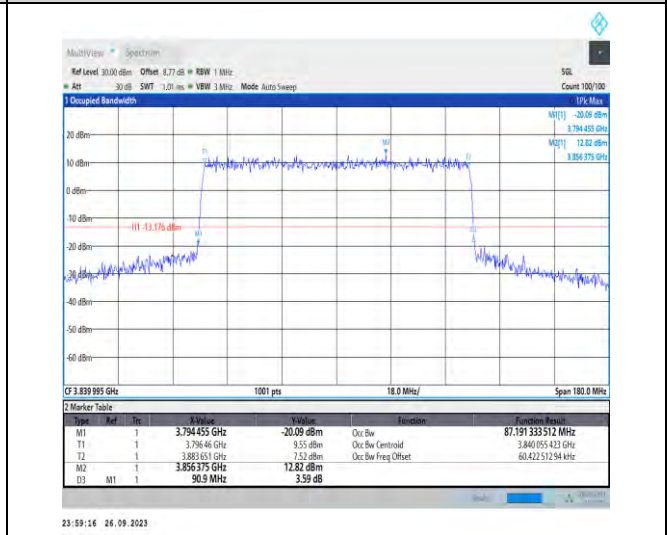 MultiView Spectrum
Ref Level 30.00 dBm Offset 8.77 dB RBW 1 MHz SGL
Att 30 dB SWT 1.01 ms VBW 3 MHz Mode Auto Sweep Count 100/100
1 Occupied Bandwidth 1Pk Max
M1[1] -20.09 dBm
3.794 455 GHz
M2[1] 12.82 dBm
3.856 375 GHz
20 dBm
T1 M2 T2
10 dBm
0 dBm
-10 dBm
H1 -13.176 dBm
M1 D3
-20 dBm
-30 dBm
-40 dBm
-50 dBm
-60 dBm
CF 3.839 995 GHz 1001 pts 18.0 MHz/ Span 180.0 MHz
2 Marker Table
Type Ref Trc X-Value Y-Value Function Function Result
M1 1 3.794 455 GHz -20.09 dBm Occ Bw 87.191 333 512 MHz
T1 1 3.796 46 GHz 9.55 dBm Occ Bw Centroid 3.840 055 423 GHz
T2 1 3.883 651 GHz 7.52 dBm Occ Bw Freq Offset 60.422 512 94 kHz
M2 1 3.856 375 GHz 12.82 dBm
D3 M1 1 90.9 MHz 3.59 dB
23:59:16 26.09.2023